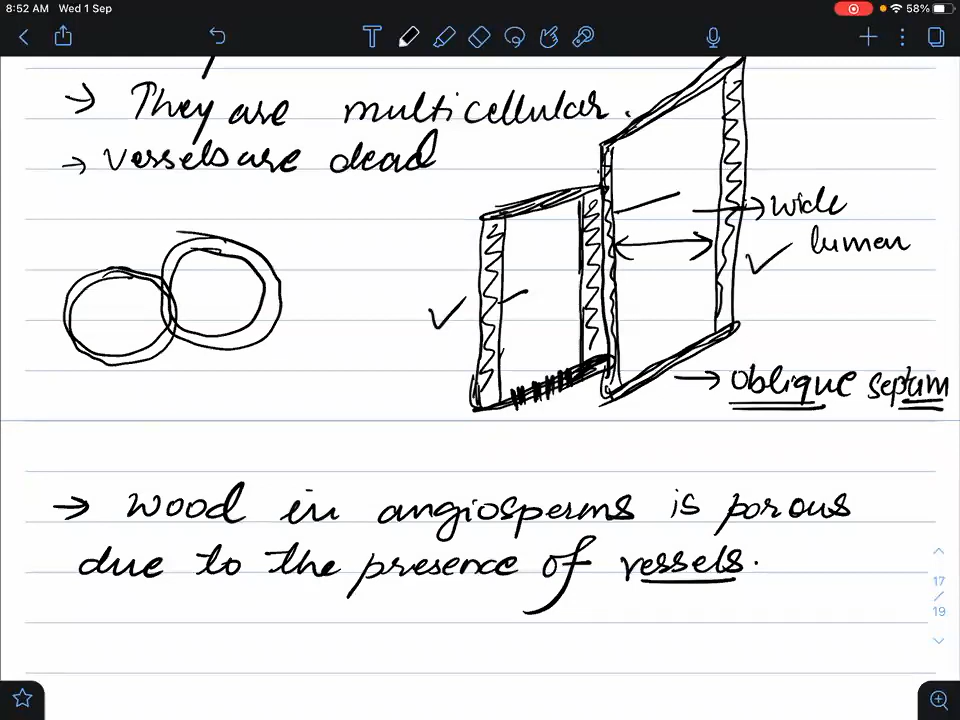 8:52 AM Wed 1 Sep 58%
T
→ They are multicellular.
→ vessels are dead
→ wide
lumen
→ oblique septum
→ wood in angiosperms is porous
due to the presence of vessels.
17
/
19